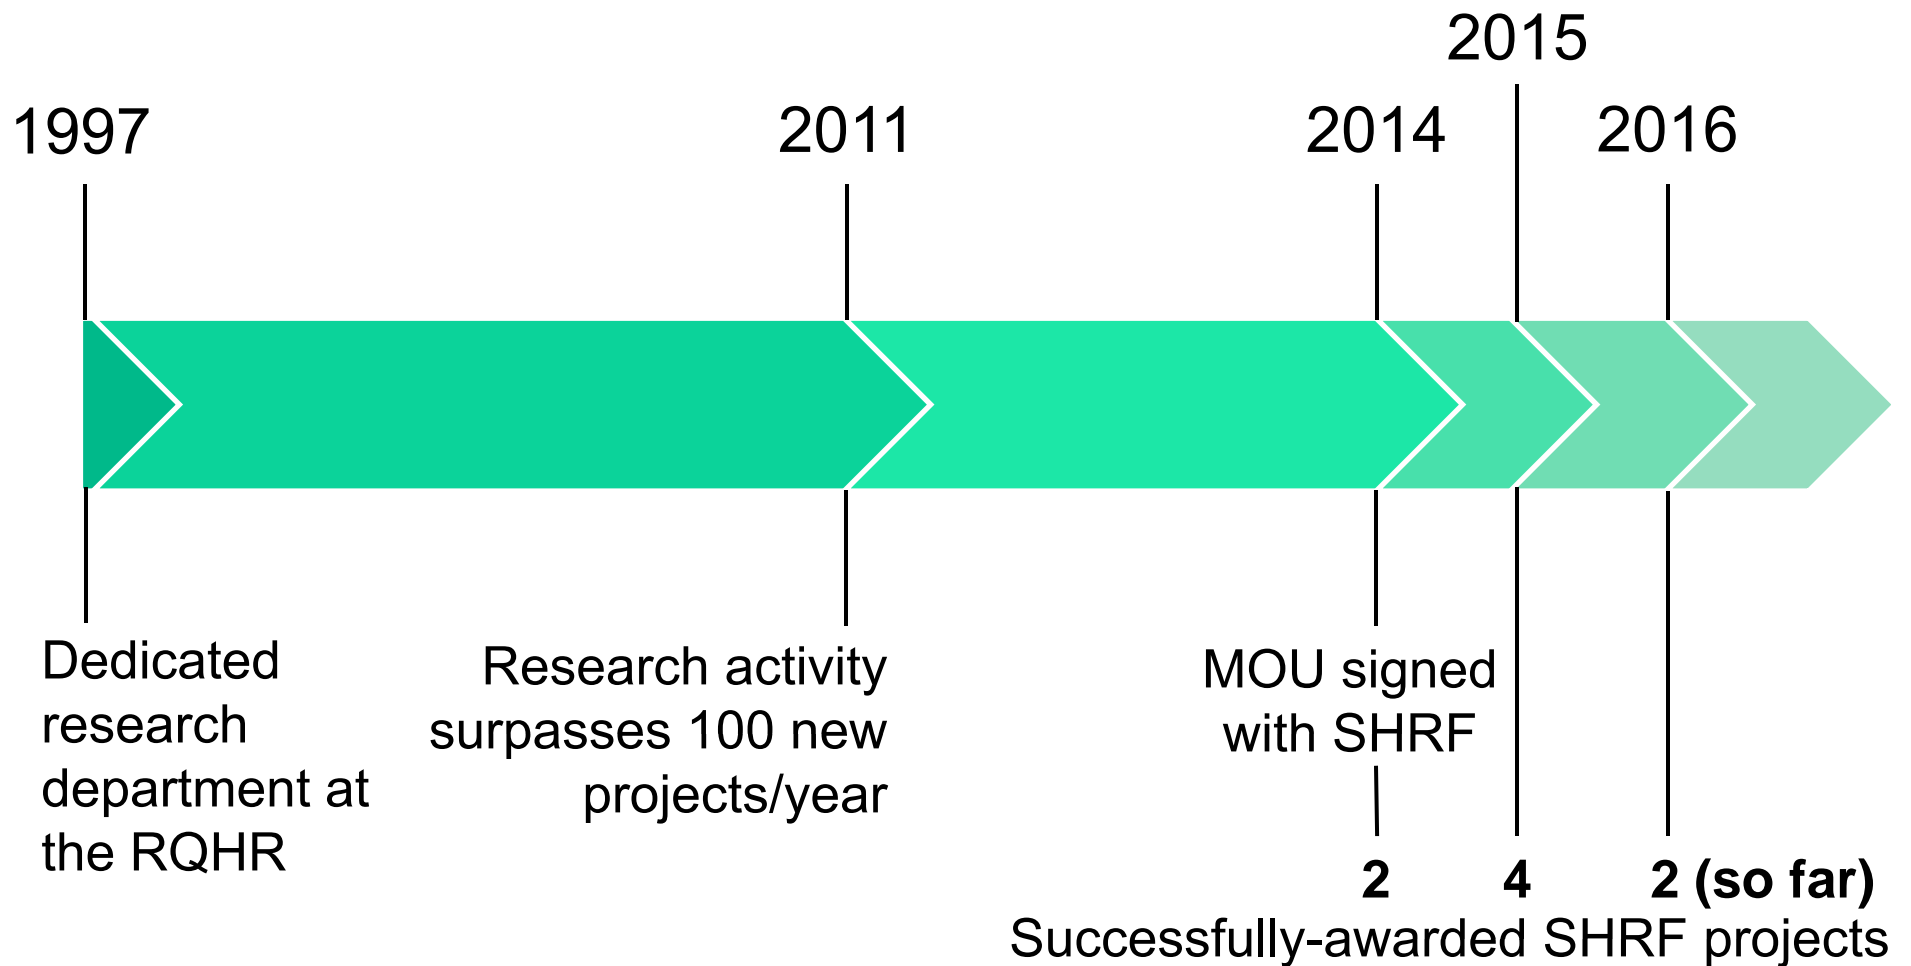 2015
1997
2011
2014
2016
Dedicated
research
department at
the RQHR
Research activity
surpasses 100 new
projects/year
MOU signed
with SHRF
2
4
2 (so far)
Successfully-awarded SHRF projects